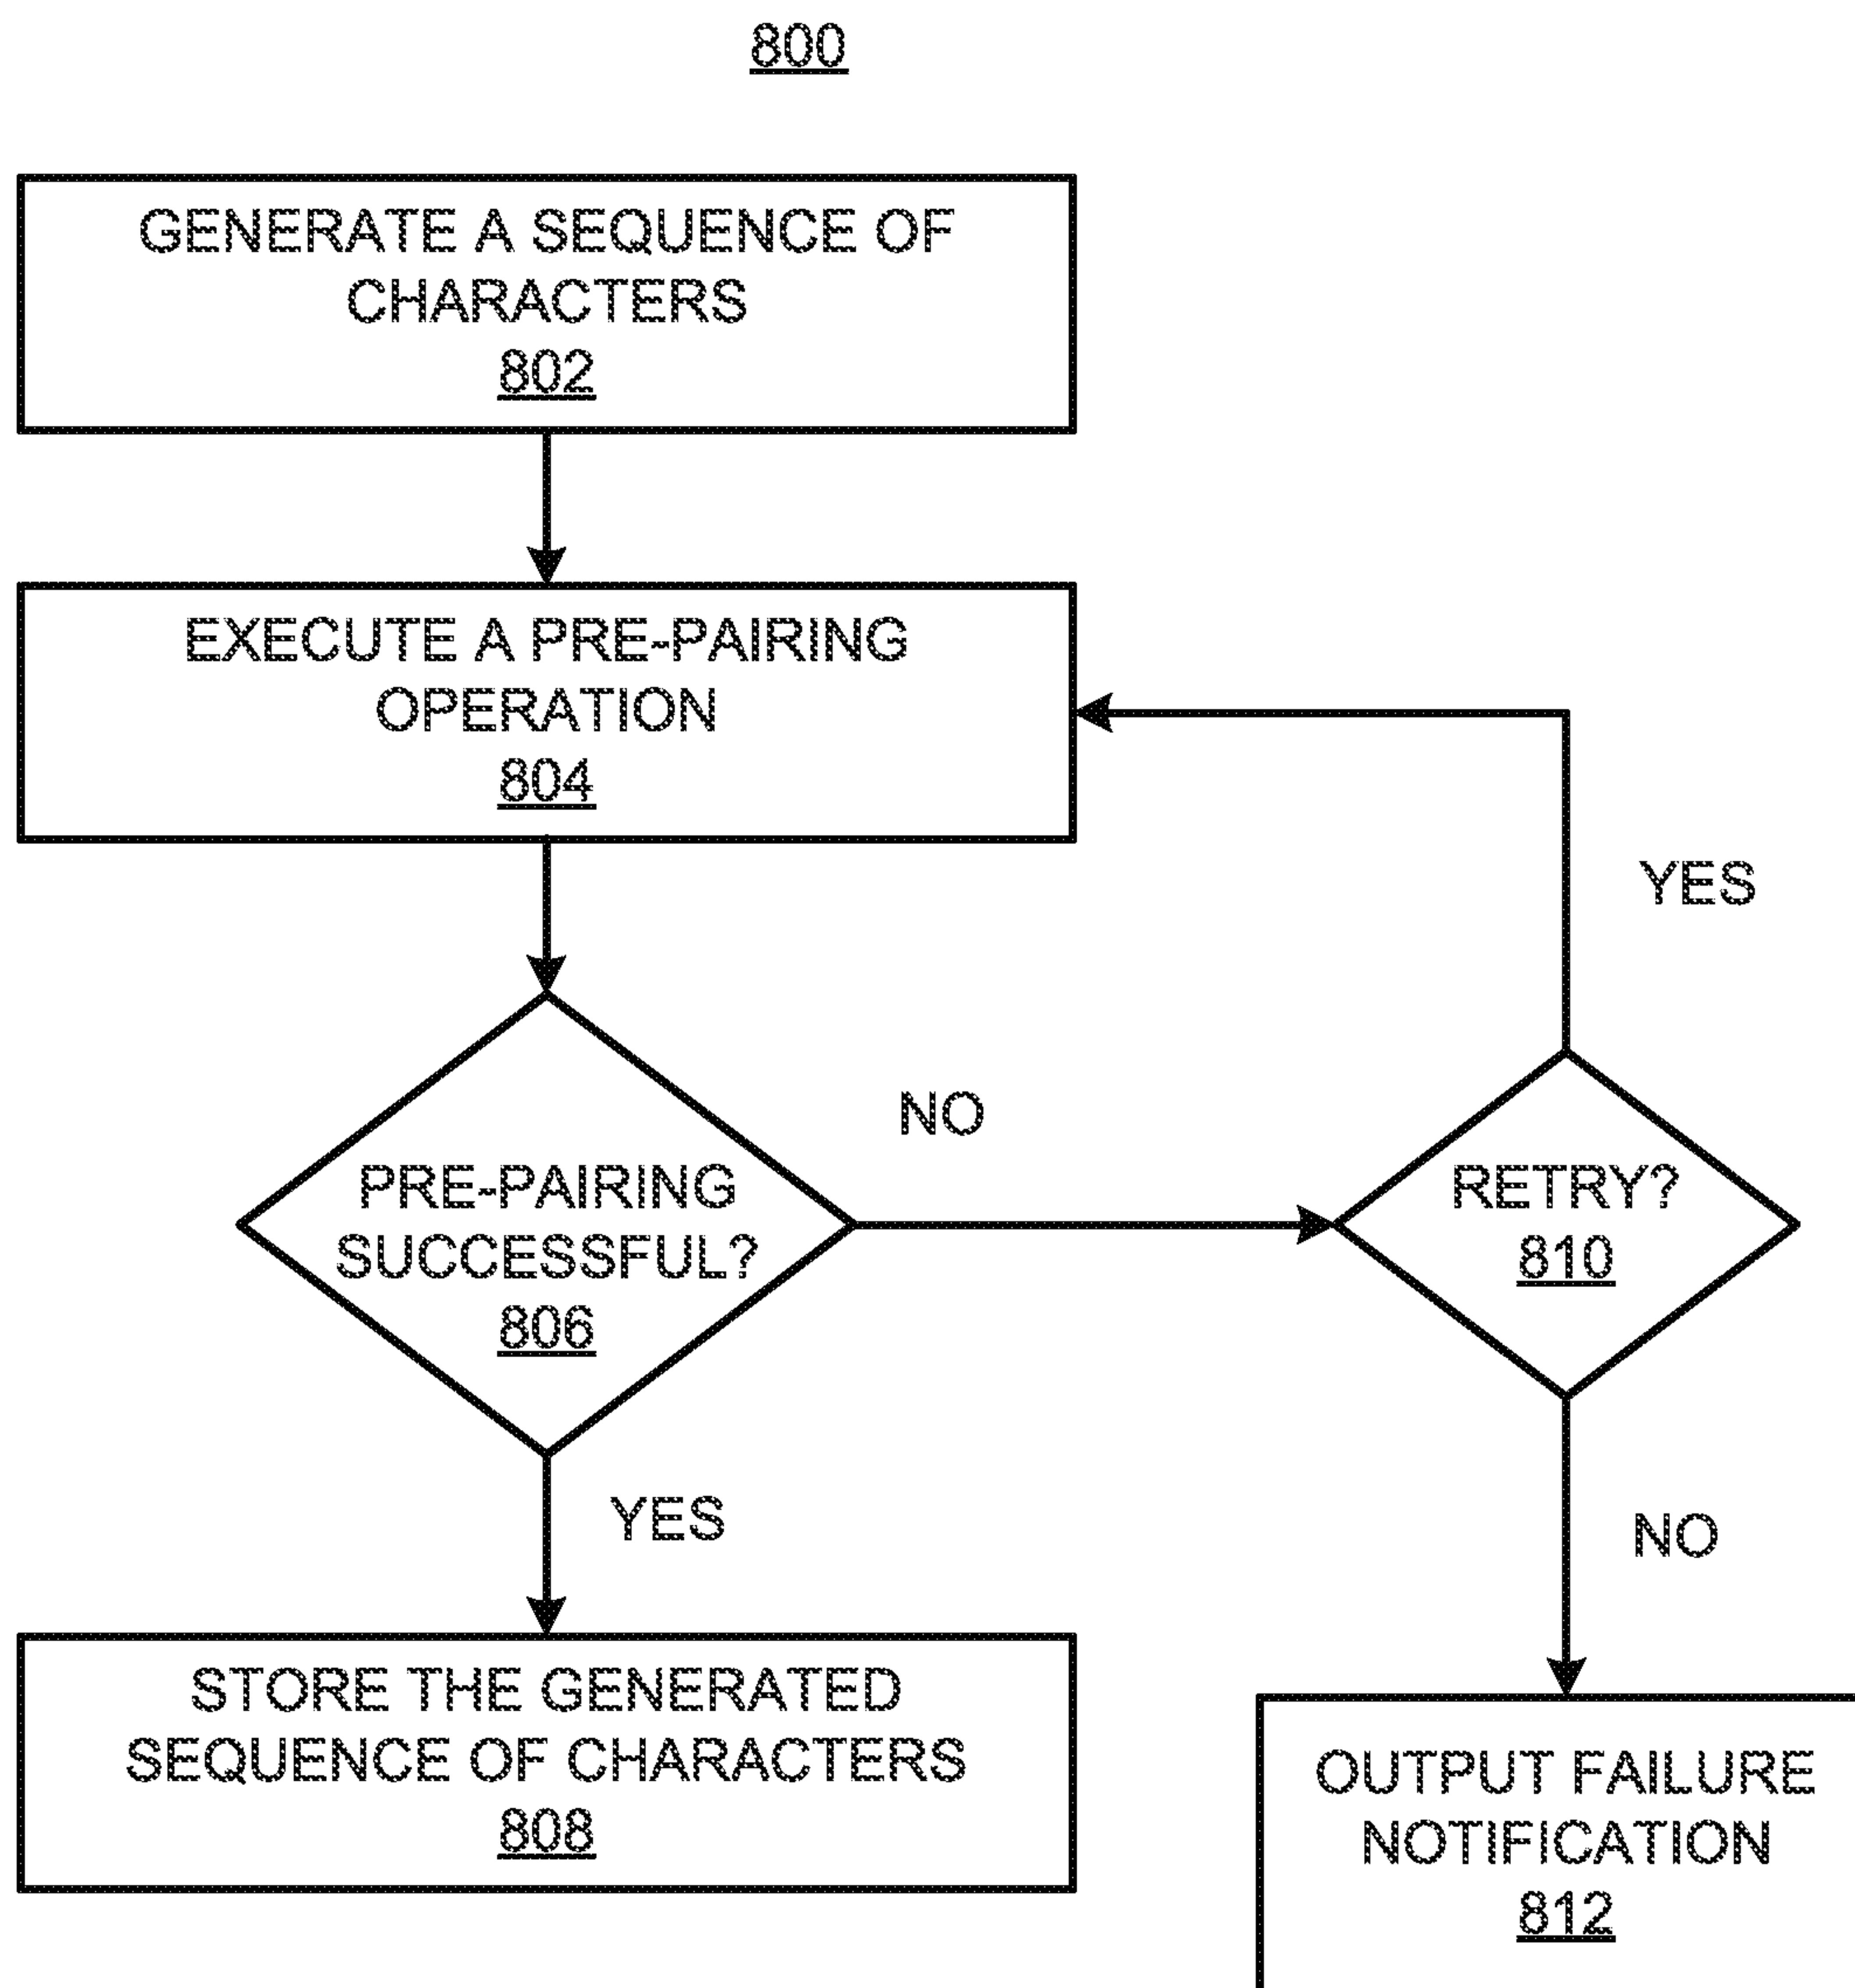 800
GENERATE A SEQUENCE OF
CHARACTERS
802
EXECUTE A PRE-PAIRING
OPERATION
804
YES
NO
PRE-PAIRING
SUCCESSFUL?
806
RETRY?
810
YES
NO
STORE THE GENERATED
SEQUENCE OF CHARACTERS
808
OUTPUT FAILURE
NOTIFICATION
812